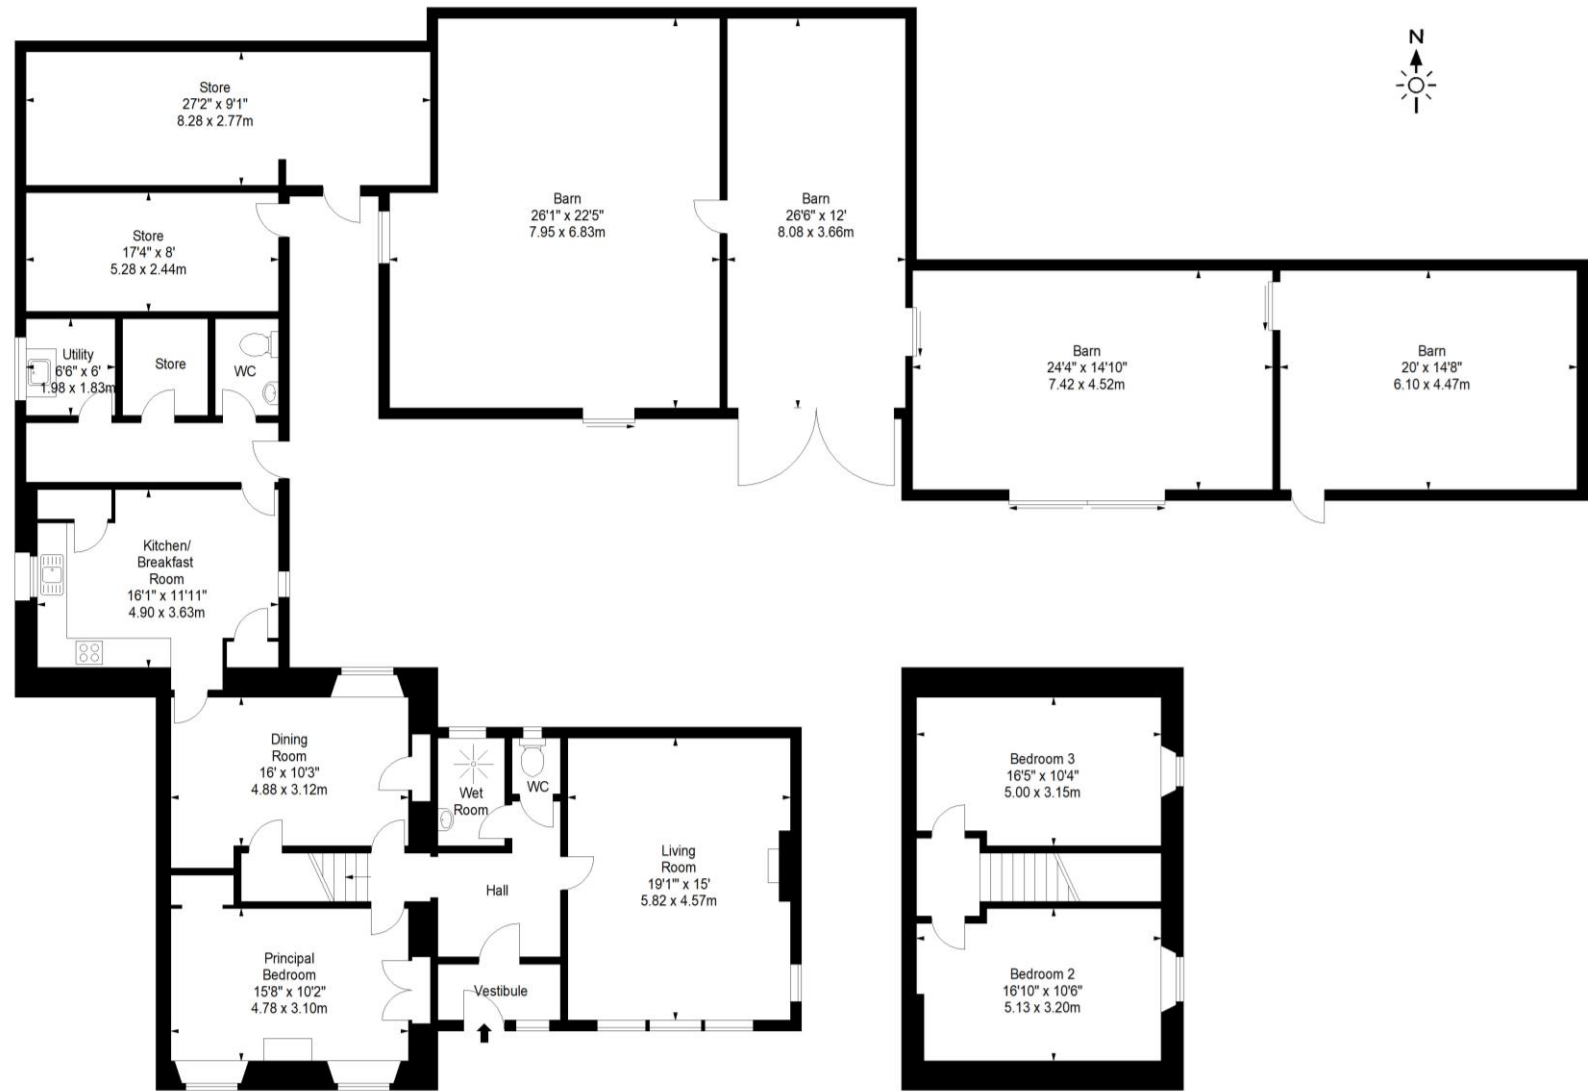 N
Store
27'2" x 9'1"
8.28 x 2.77m
Barn
26'1" x 22'5"
7.95 x 6.83m
Barn
26'6" x 12'
8.08 x 3.66m
Store
17'4" x 8'
5.28 x 2.44m
Utility
6'6" x 6'
1.98 x 1.83m
Store
WC
Barn
24'4" x 14'10"
7.42 x 4.52m
Barn
20' x 14'8"
6.10 x 4.47m
Kitchen/
Breakfast
Room
16'1" x 11'11"
4.90 x 3.63m
Dining
Room
16' x 10'3"
4.88 x 3.12m
Wet
Room
WC
Living
Room
19'1'" x 15'
5.82 x 4.57m
Hall
Principal
Bedroom
15'8" x 10'2"
4.78 x 3.10m
Vestibule
Bedroom 3
16'5" x 10'4"
5.00 x 3.15m
Bedroom 2
16'10" x 10'6"
5.13 x 3.20m